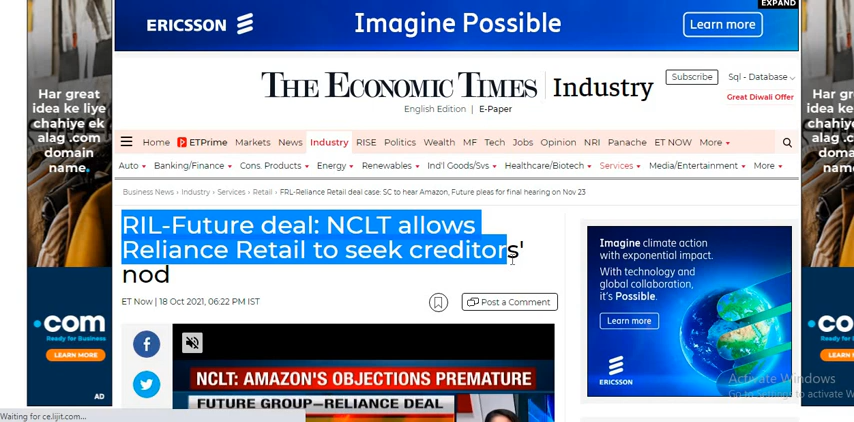 EXPAND
ERICSSON
Imagine Possible
Learn more
Har great
idea ke liye
chahiye ek
alag .com
domain
name.
.com
Ready for Business
LEARN MORE
AD
THE ECONOMIC TIMES | Industry
English Edition | E-Paper
Subscribe
Sql - Database
Great Diwali Offer
Home ETPrime Markets News Industry RISE Politics Wealth MF Tech Jobs Opinion NRI Panache ET NOW More
Auto Banking/Finance Cons. Products Energy Renewables Ind'l Goods/Svs Healthcare/Biotech Services Media/Entertainment More
Business News › Industry › Services › Retail › FRL-Reliance Retail deal case: SC to hear Amazon, Future pleas for final hearing on Nov 23
RIL-Future deal: NCLT allows
Reliance Retail to seek creditors'
nod
ET Now | 18 Oct 2021, 06:22 PM IST
Post a Comment
NCLT: AMAZON'S OBJECTIONS PREMATURE
FUTURE GROUP–RELIANCE DEAL
Imagine climate action
with exponential impact.
With technology and
global collaboration,
it's Possible.
Learn more
ERICSSON
Har gr
idea ke
chahiye
alag .co
domain
name.
.co
Ready for
LEARN
Activate Windows
Waiting for ce.lijit.com...